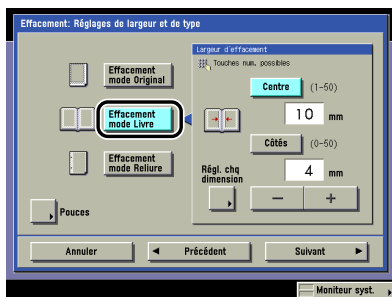 Effacement: Réglages de largeur et de type
Largeur d'effacement
Touches num. possibles
Effacement
mode Original
Centre (1-50)
Effacement
mode Livre
10 mm
Côtés (0-50)
Effacement
mode Reliure
Régl. chq
dimension
4 mm
− +
Pouces
Annuler
◄ Précédent
Suivant ►
Moniteur syst.